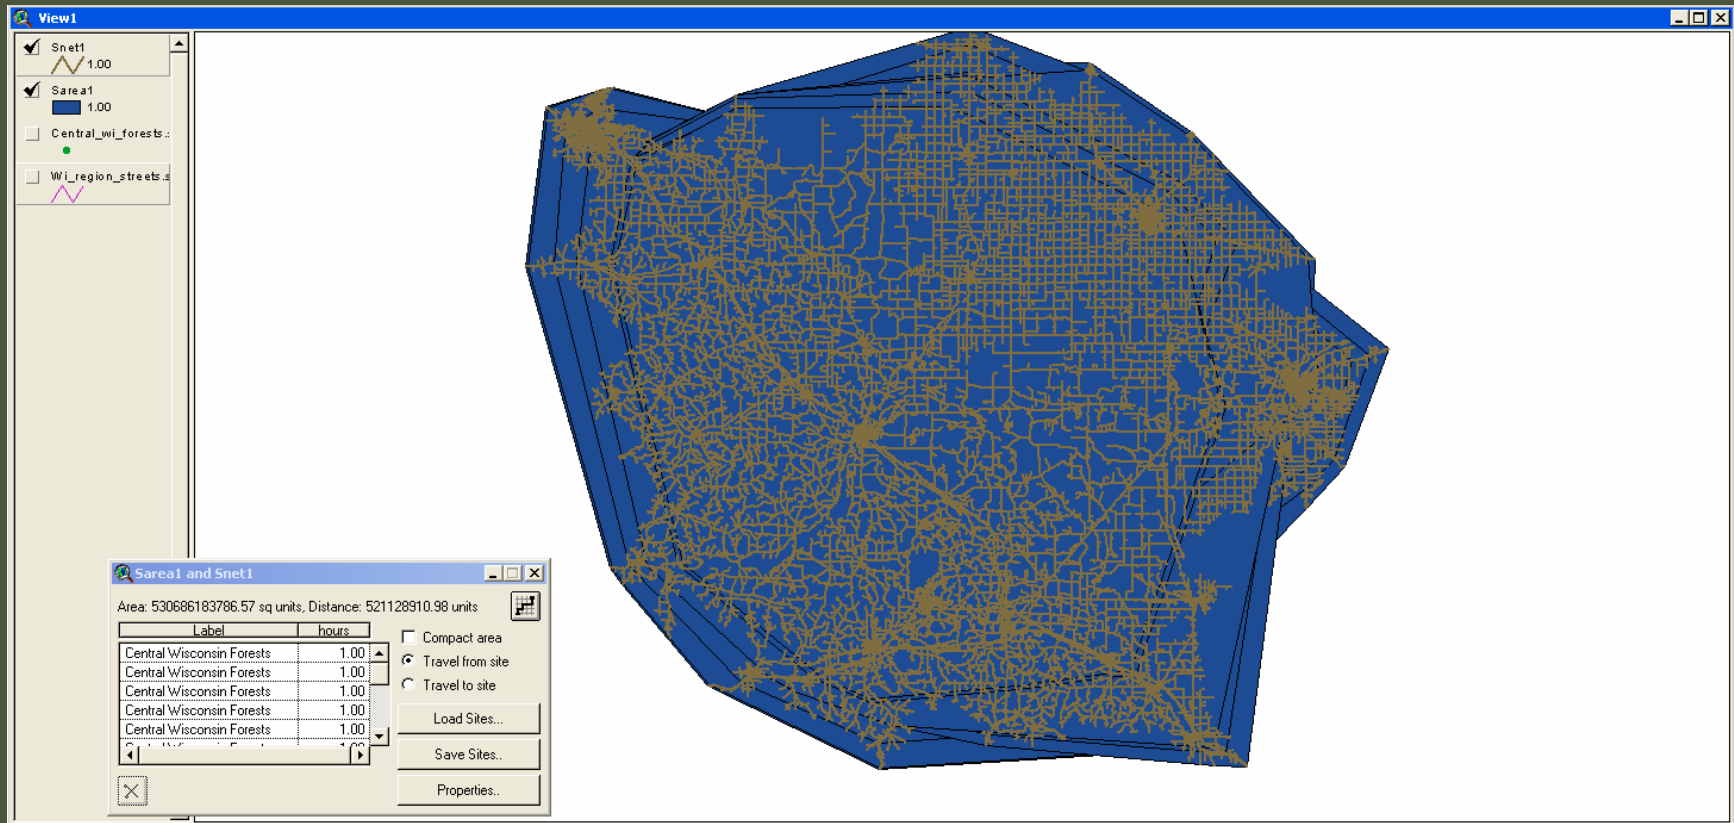 View1
Snet1
1.00
Sarea1
1.00
Central_wi_forests.s
Wi_region_streets.s
Sarea1 and Snet1
Area: 530686183786.57 sq units, Distance: 521128910.98 units
Label hours
Central Wisconsin Forests 1.00
Central Wisconsin Forests 1.00
Central Wisconsin Forests 1.00
Central Wisconsin Forests 1.00
Central Wisconsin Forests 1.00
Compact area
Travel from site
Travel to site
Load Sites...
Save Sites..
Properties..